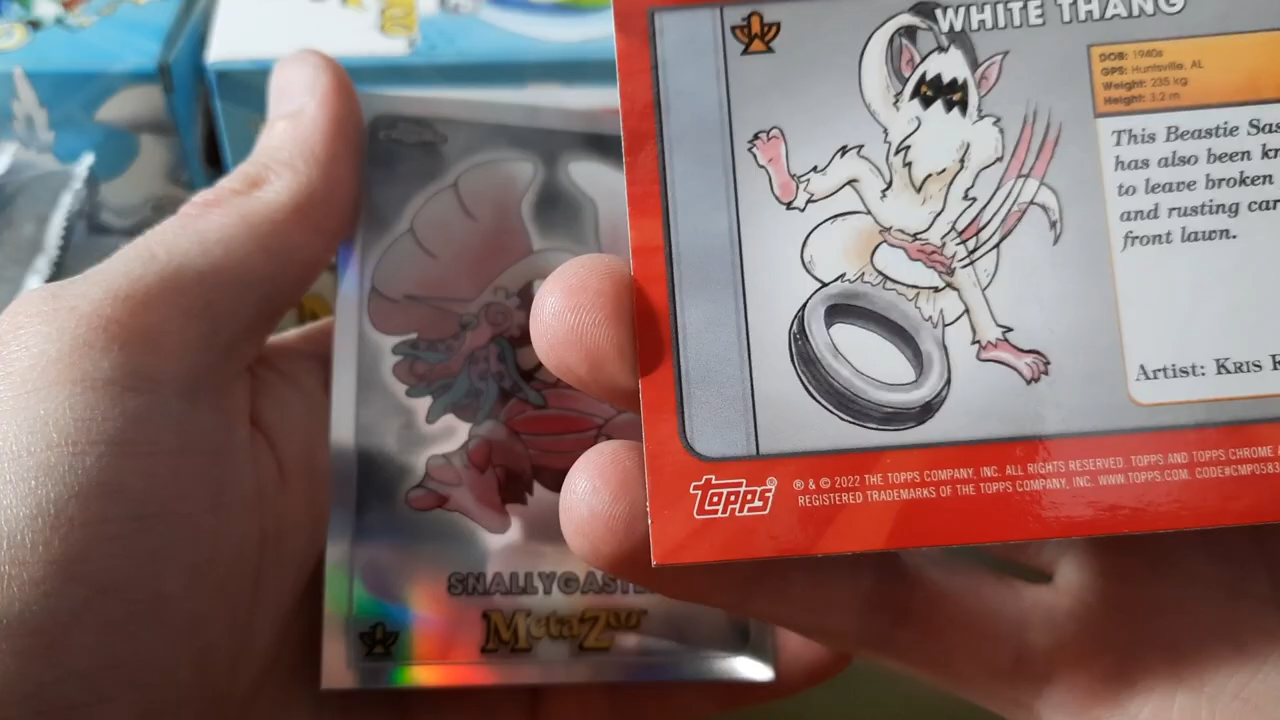 WHITE THANG
DOB: 1940s
GPS: Huntsville, AL
Weight: 235 kg
Height: 3.2 m
This Beastie Sas
has also been kn
to leave broken
and rusting car
front lawn.
Artist: KRIS
TOPPS
® & © 2022 THE TOPPS COMPANY, INC. ALL RIGHTS RESERVED. TOPPS AND TOPPS CHROME
REGISTERED TRADEMARKS OF THE TOPPS COMPANY, INC. WWW.TOPPS.COM. CODE#CMP0583
SNALLYGASTE
MetaZoo